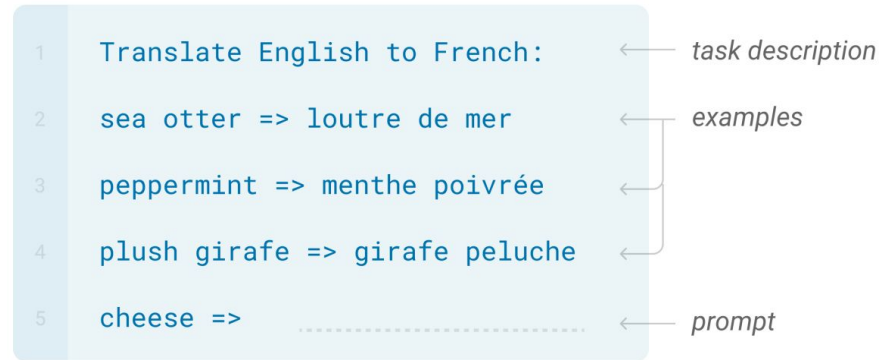 1 Translate English to French: task description
2 sea otter => loutre de mer examples
3 peppermint => menthe poivrée
4 plush girafe => girafe peluche
5 cheese => prompt